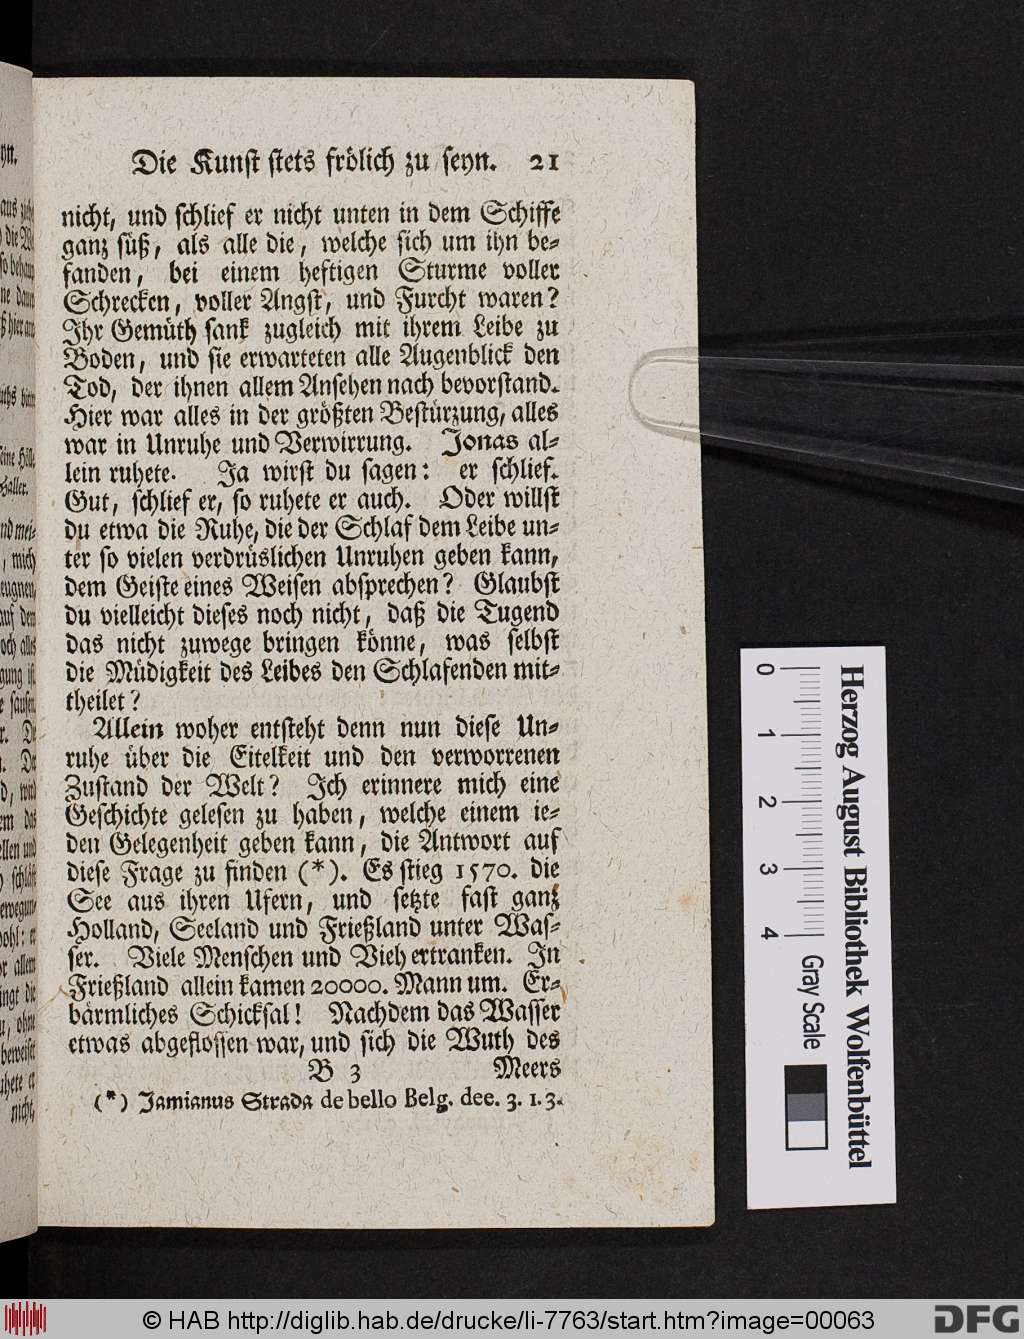 Die Kunst stets frölich zu seyn. 21
nicht, und schlief er nicht unten in dem Schiffe
ganz süß, als alle die, welche sich um ihn be-
fanden, bei einem heftigen Sturme voller
Schrecken, voller Angst, und Furcht waren?
Ihr Gemüth sank zugleich mit ihrem Leibe zu
Boden, und sie erwarteten alle Augenblick den
Tod, der ihnen allem Ansehen nach bevorstand.
Hier war alles in der größten Bestürzung, alles
war in Unruhe und Verwirrung. Jonas al-
lein ruhete. Ja wirst du sagen: er schlief.
Gut, schlief er, so ruhete er auch. Oder willst
du etwa die Ruhe, die der Schlaf dem Leibe un-
ter so vielen verdrüslichen Unruhen geben kann,
dem Geiste eines Weisen absprechen? Glaubst
du vielleicht dieses noch nicht, daß die Tugend
das nicht zuwege bringen könne, was selbst
die Müdigkeit des Leibes den Schlafenden mit-
theilet?
Allein woher entsteht denn nun diese Un-
ruhe über die Eitelkeit und den verworrenen
Zustand der Welt? Ich erinnere mich eine
Geschichte gelesen zu haben, welche einem ie-
den Gelegenheit geben kann, die Antwort auf
diese Frage zu finden (*). Es stieg 1570. die
See aus ihren Ufern, und setzte fast ganz
Holland, Seeland und Frießland unter Was-
ser. Viele Menschen und Vieh ertranken. In
Frießland allein kamen 20000. Mann um. Er-
bärmliches Schicksal! Nachdem das Wasser
etwas abgeflossen war, und sich die Wuth des
B 3 Meers
(*) Jamianus Strada de bello Belg. dee. 3. 1. 3.
Herzog August Bibliothek Wolfenbüttel
0 1 2 3 4 Gray Scale
© HAB http://diglib.hab.de/drucke/li-7763/start.htm?image=00063
DFG